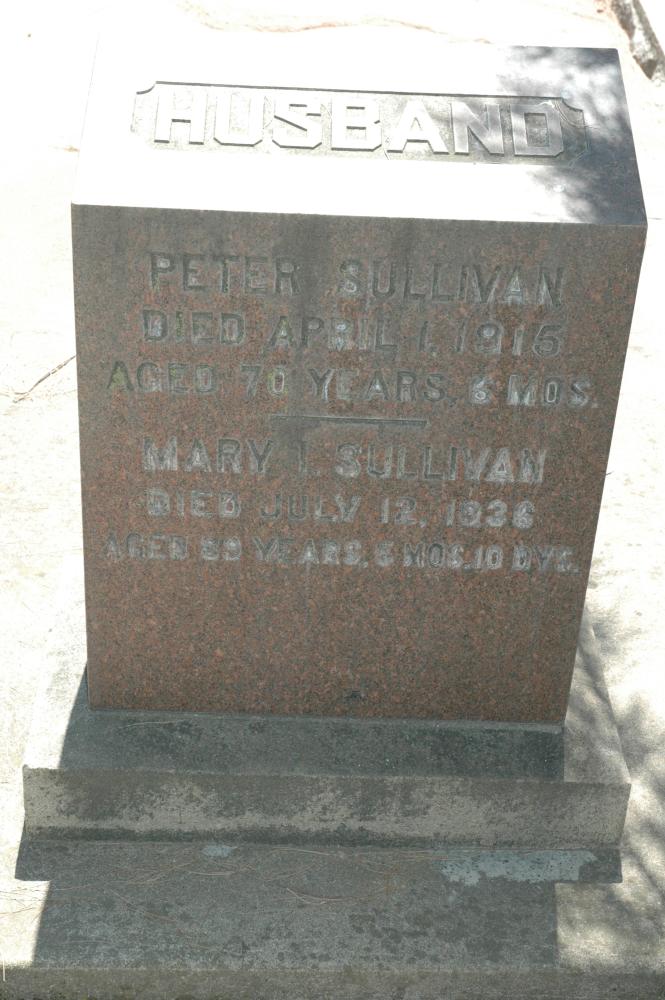 HUSBAND
PETER SULLIVAN
DIED APRIL 1, 1915
AGED 70 YEARS, 6 MOS.
MARY T. SULLIVAN
DIED JULY 12, 1936
AGED 89 YEARS, 5 MOS. 10 DYS.